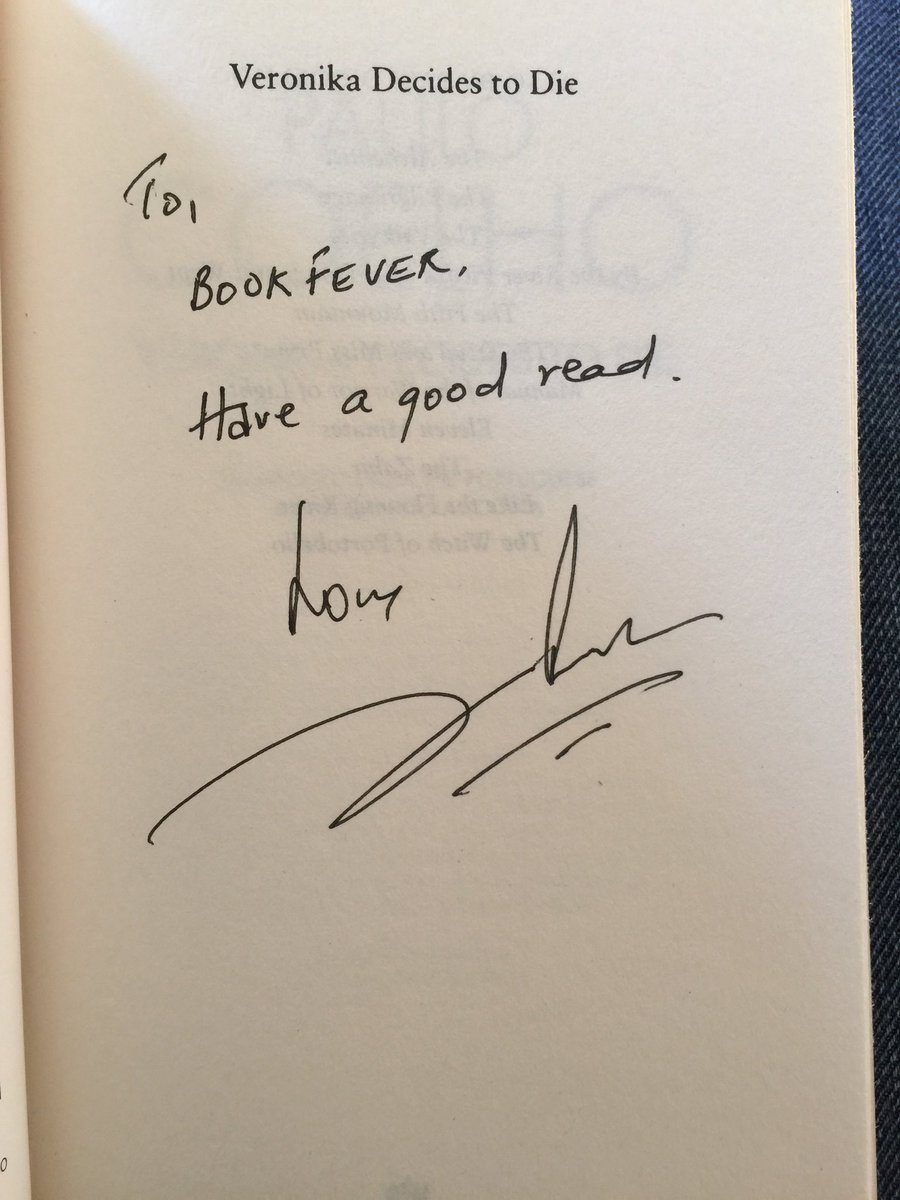 Veronika Decides to Die
To,
BOOK FEVER.
Have a good read.
Love